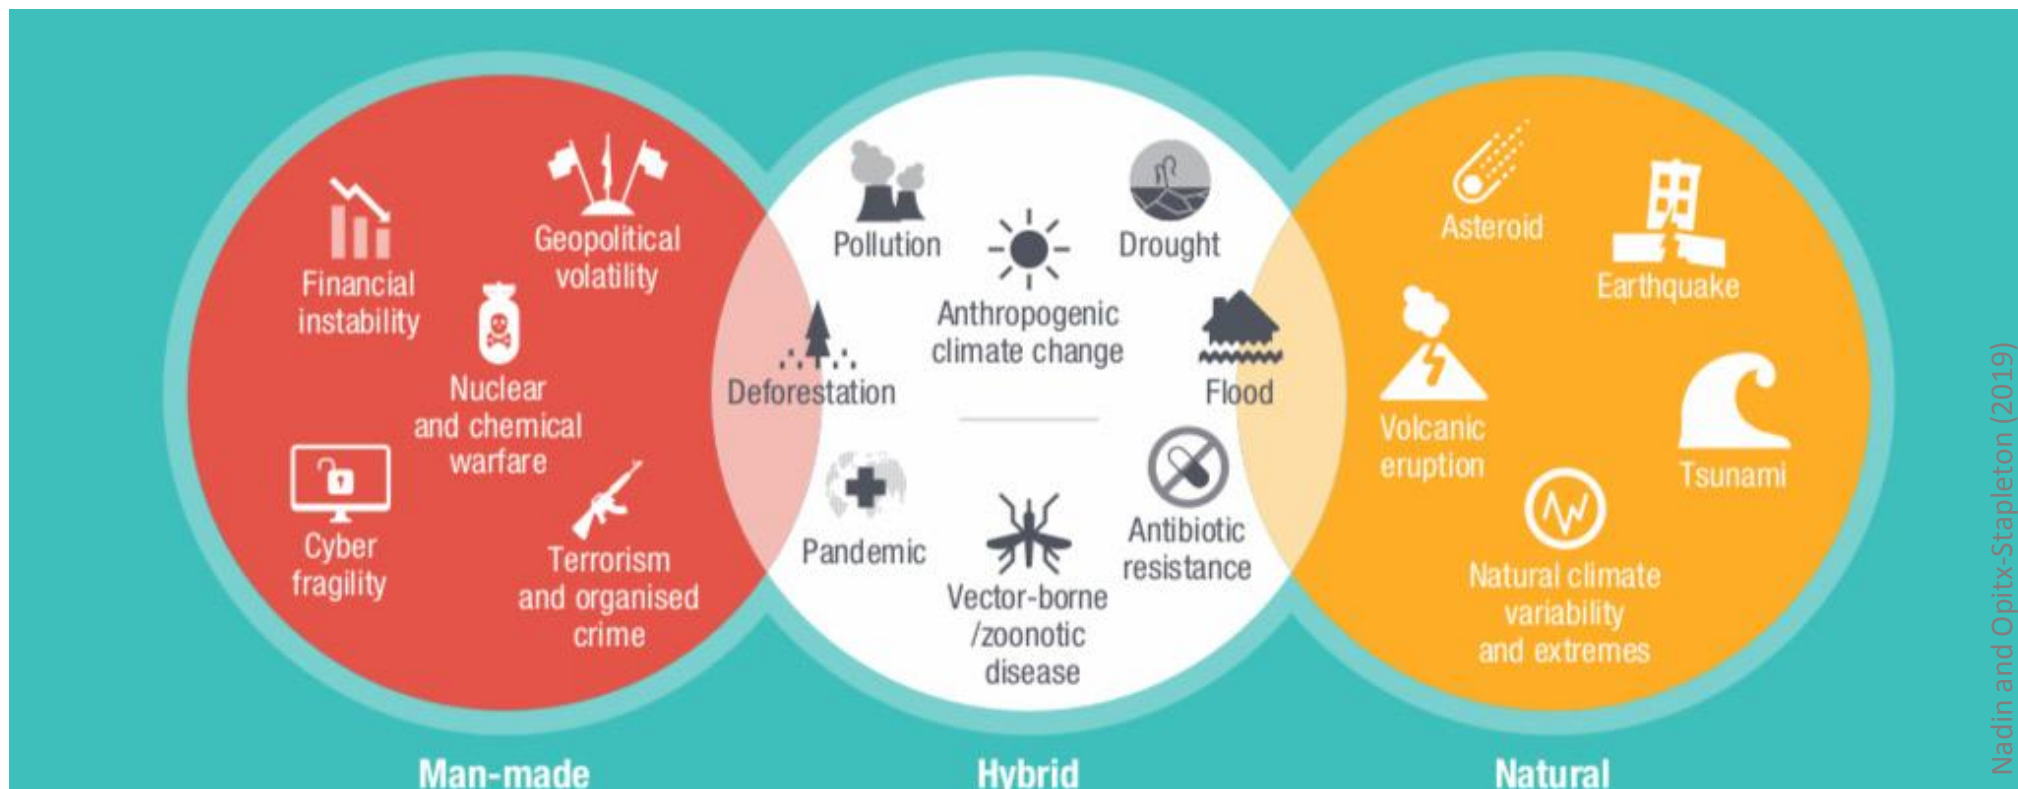 Financial
instability
Geopolitical
volatility
Nuclear
and chemical
warfare
Cyber
fragility
Terrorism
and organised
crime
Pollution
Drought
Anthropogenic
climate change
Deforestation
Flood
Pandemic
Vector-borne
/zoonotic
disease
Antibiotic
resistance
Asteroid
Earthquake
Volcanic
eruption
Tsunami
Natural climate
variability
and extremes
Man-made
Hybrid
Natural
Nadin and Opitx-Stapleton (2019)